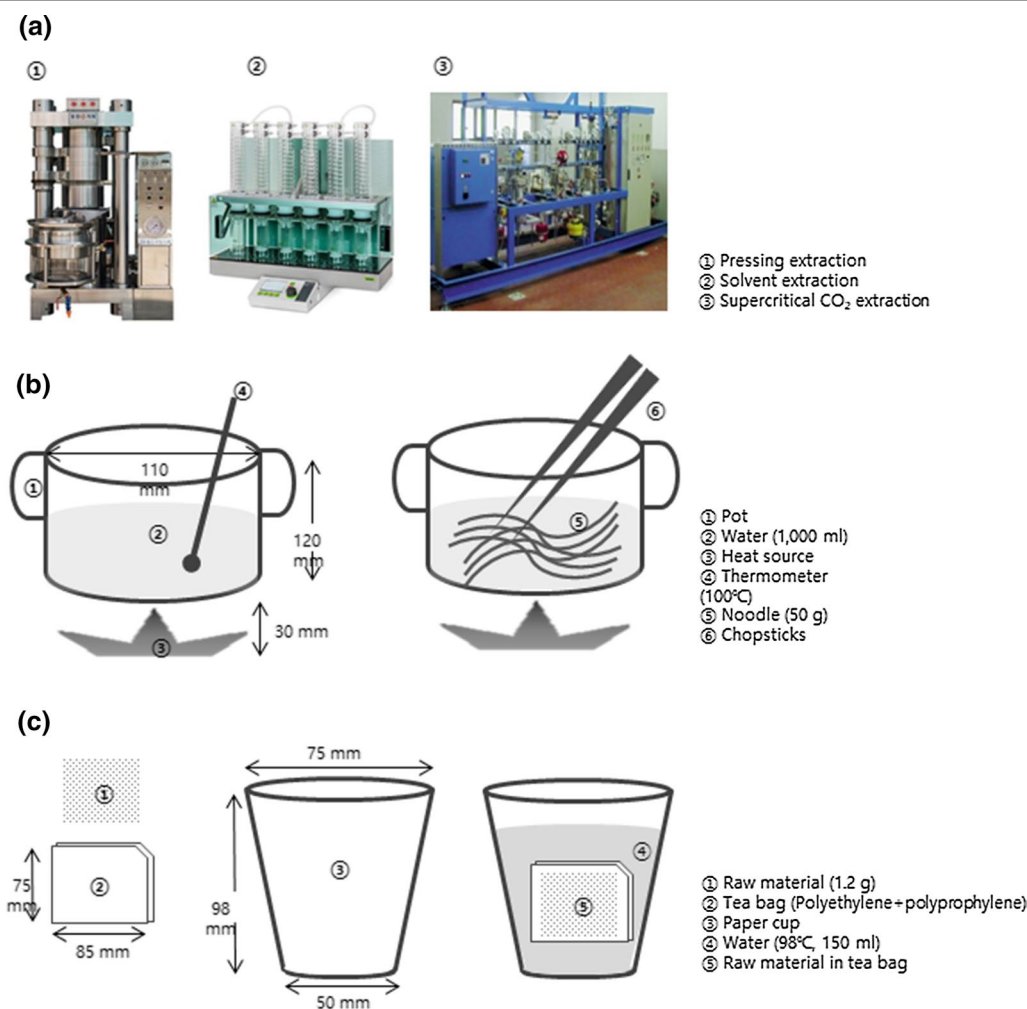 (a)
①
②
③
① Pressing extraction
② Solvent extraction
③ Supercritical CO₂ extraction
(b)
④
⑥
110
mm
①
②
⑤
120
mm
③
30 mm
① Pot
② Water (1,000 ml)
③ Heat source
④ Thermometer
(100℃)
⑤ Noodle (50 g)
⑥ Chopsticks
(c)
75 mm
①
②
75
mm
85 mm
③
98
mm
50 mm
④
⑤
① Raw material (1.2 g)
② Tea bag (Polyethylene+polyprophylene)
③ Paper cup
④ Water (98℃, 150 ml)
⑤ Raw material in tea bag